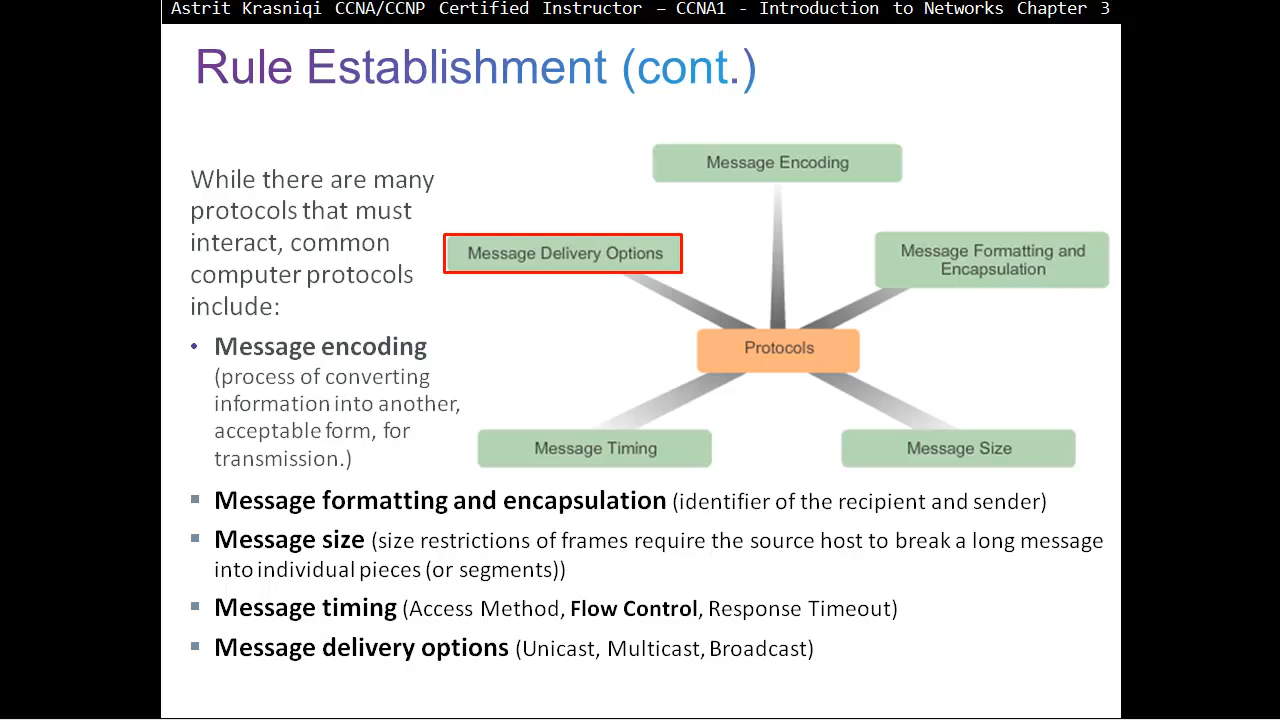 Astrit Krasniqi CCNA/CCNP Certified Instructor – CCNA1 - Introduction to Networks Chapter 3
Rule Establishment (cont.)
While there are many
protocols that must
interact, common
computer protocols
include:
• Message encoding
(process of converting
information into another,
acceptable form, for
transmission.)
Message Encoding
Message Delivery Options
Message Formatting and
Encapsulation
Protocols
Message Timing
Message Size
▪ Message formatting and encapsulation (identifier of the recipient and sender)
▪ Message size (size restrictions of frames require the source host to break a long message
into individual pieces (or segments))
▪ Message timing (Access Method, Flow Control, Response Timeout)
▪ Message delivery options (Unicast, Multicast, Broadcast)